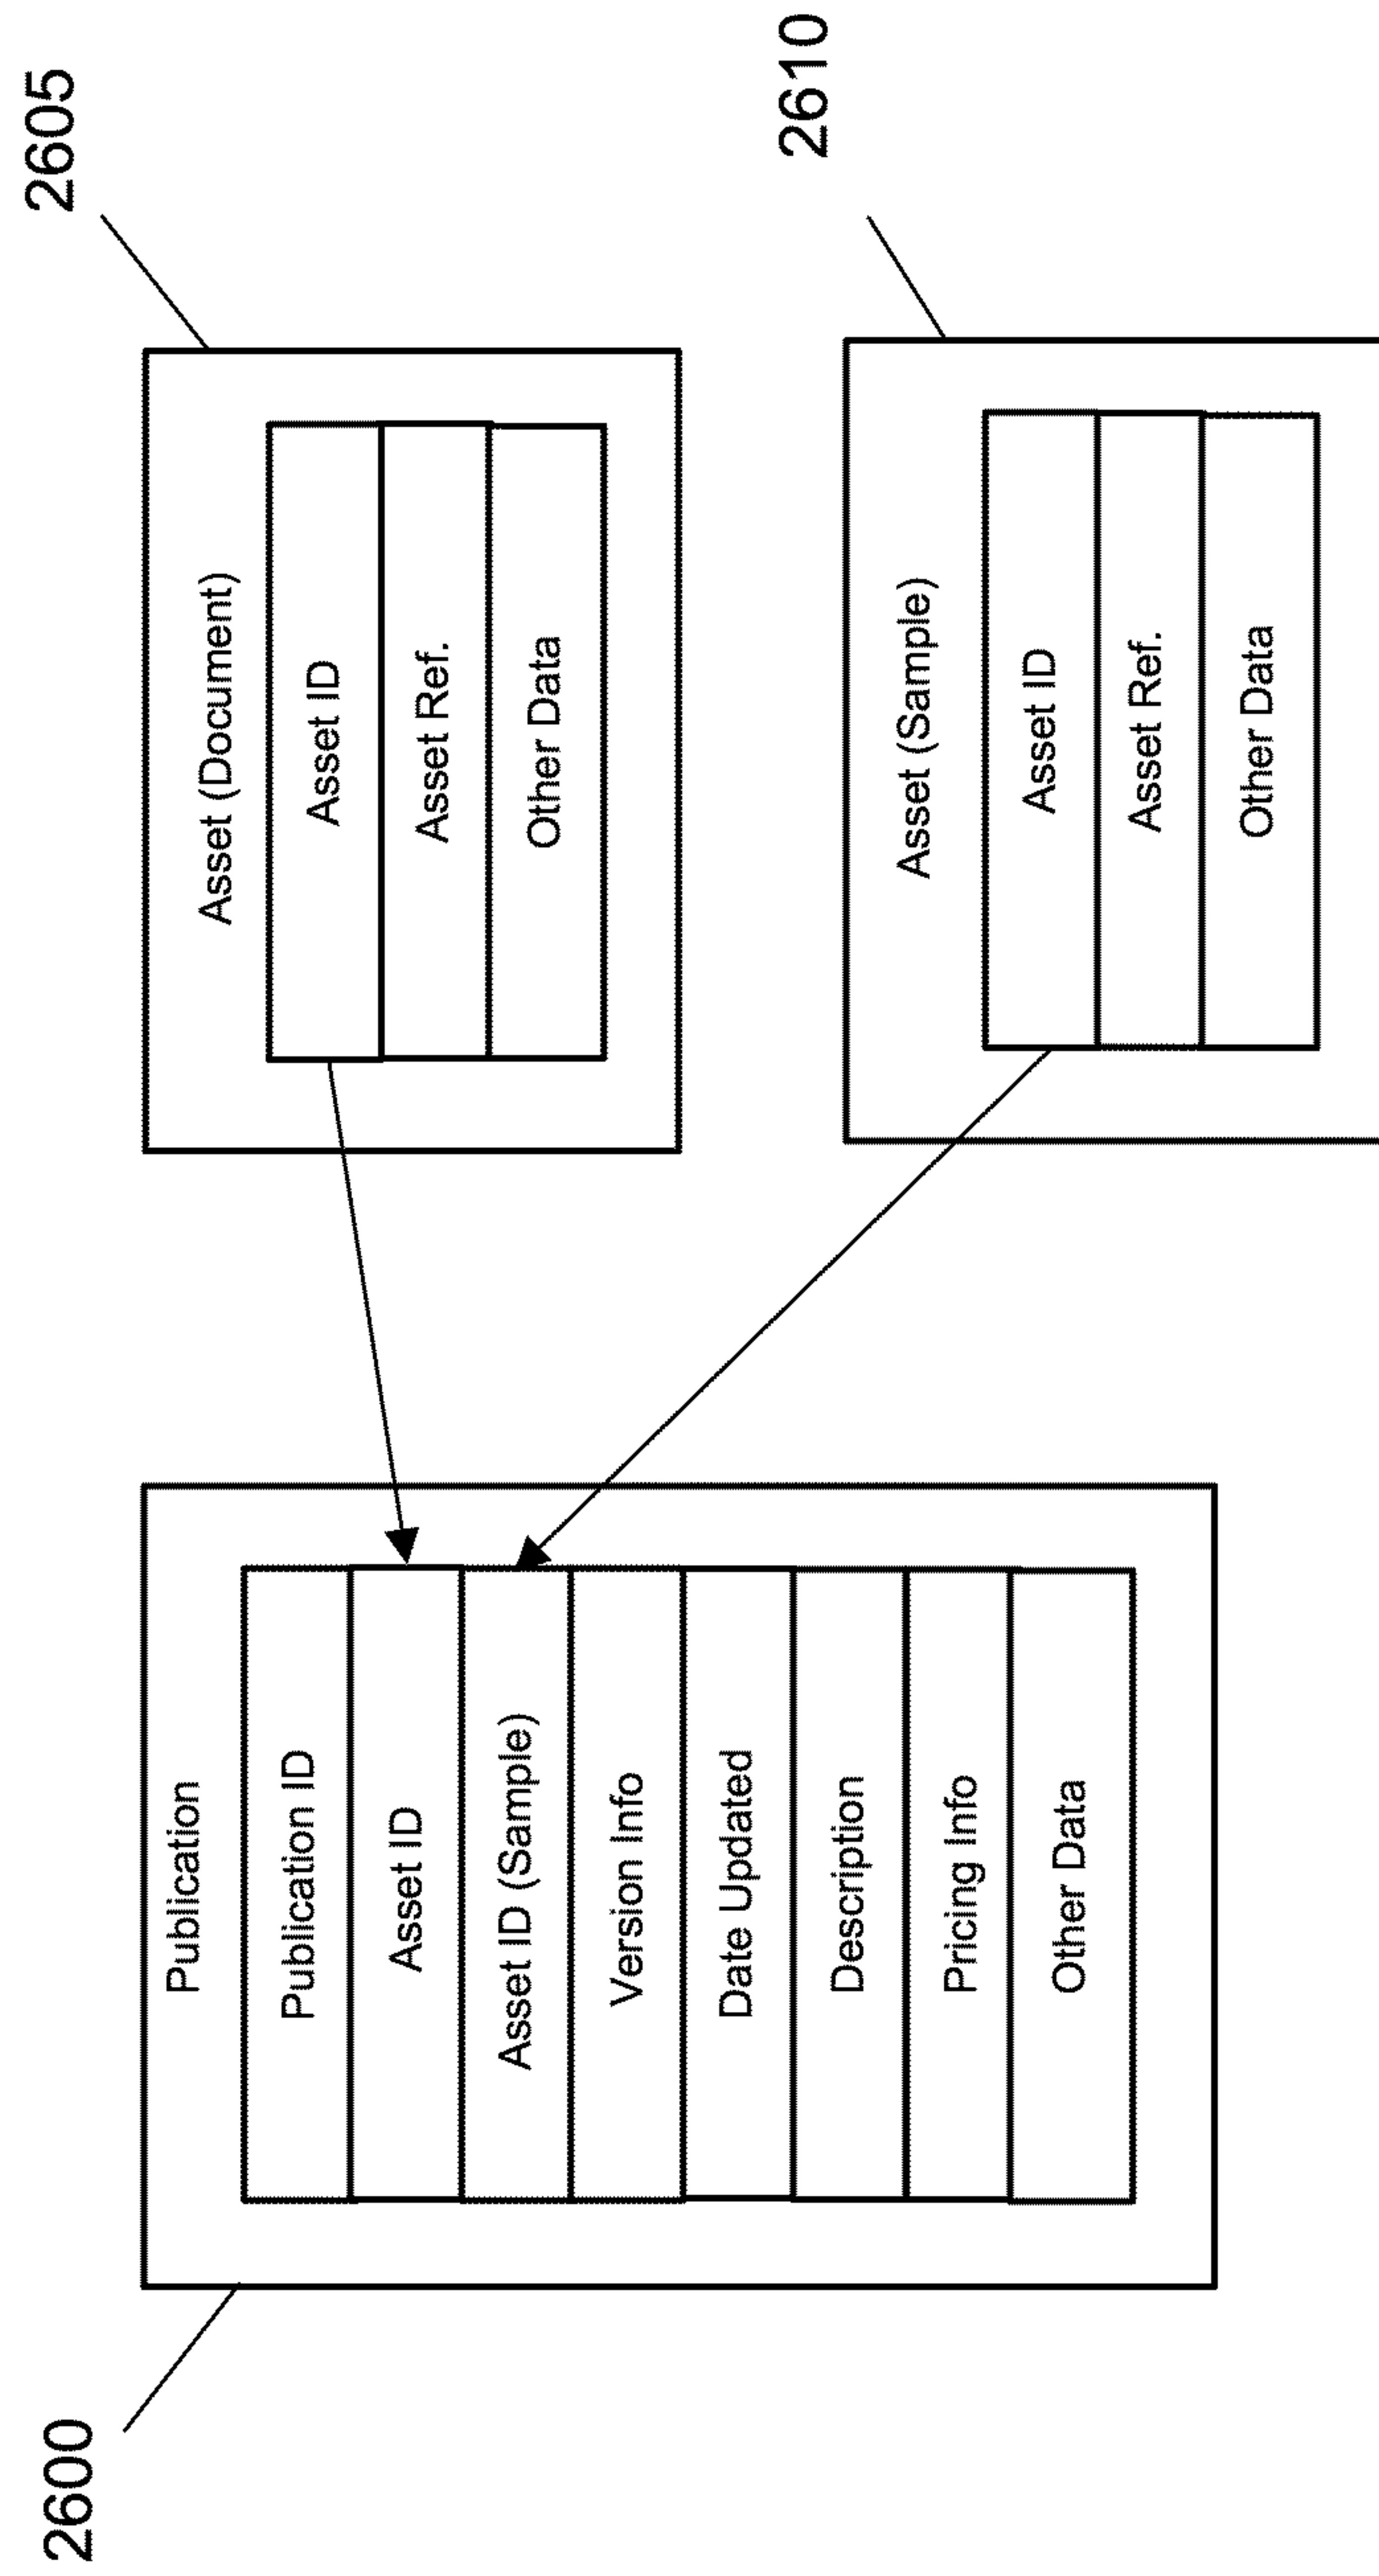 2600
Publication
Publication ID
Asset ID
Asset ID (Sample)
Version Info
Date Updated
Description
Pricing Info
Other Data
2605
Asset (Document)
Asset ID
Asset Ref.
Other Data
2610
Asset (Sample)
Asset ID
Asset Ref.
Other Data